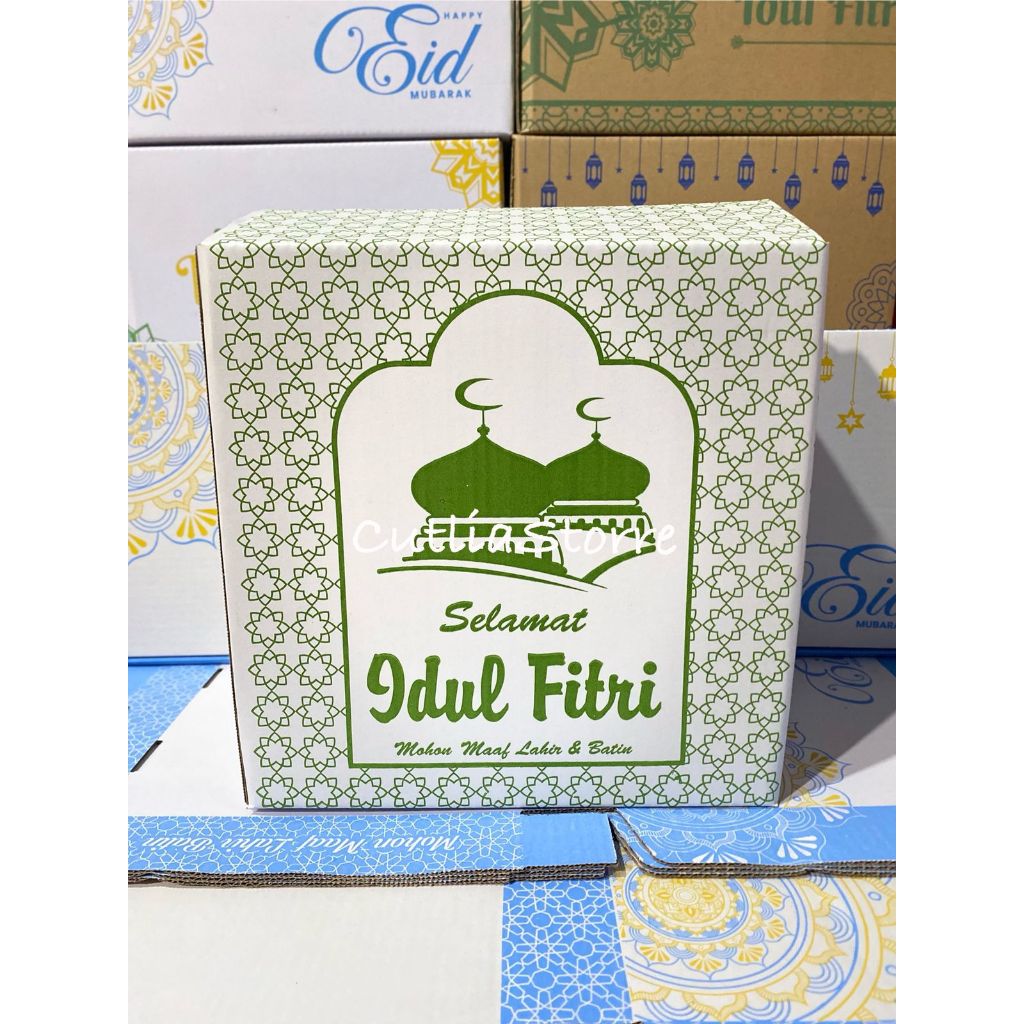 HAPPY
Eid
MUBARAK
Idul Fitri
CutliaStorre
Selamat
Idul Fitri
Mohon Maaf Lahir & Batin
Eid
MUBARAK
Mohon Maaf Lahir Batin